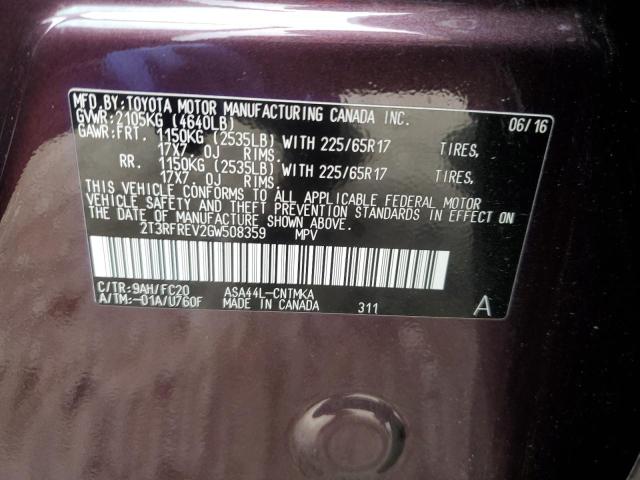 MFD.BY:TOYOTA MOTOR MANUFACTURING CANADA INC.
GVWR:2105KG (4640LB) 06/16
GAWR:FRT. 1150KG (2535LB) WITH 225/65R17 TIRES,
17X7 0J RIMS.
RR. 1150KG (2535LB) WITH 225/65R17 TIRES,
17X7 0J RIMS.
THIS VEHICLE CONFORMS TO ALL APPLICABLE FEDERAL MOTOR
VEHICLE SAFETY AND THEFT PREVENTION STANDARDS IN EFFECT ON
THE DATE OF MANUFACTURE SHOWN ABOVE.
2T3RFREV2GW508359 MPV
C/TR:9AH/FC20 ASA44L-CNTMKA
A/TM:-01A/U760F MADE IN CANADA 311 A